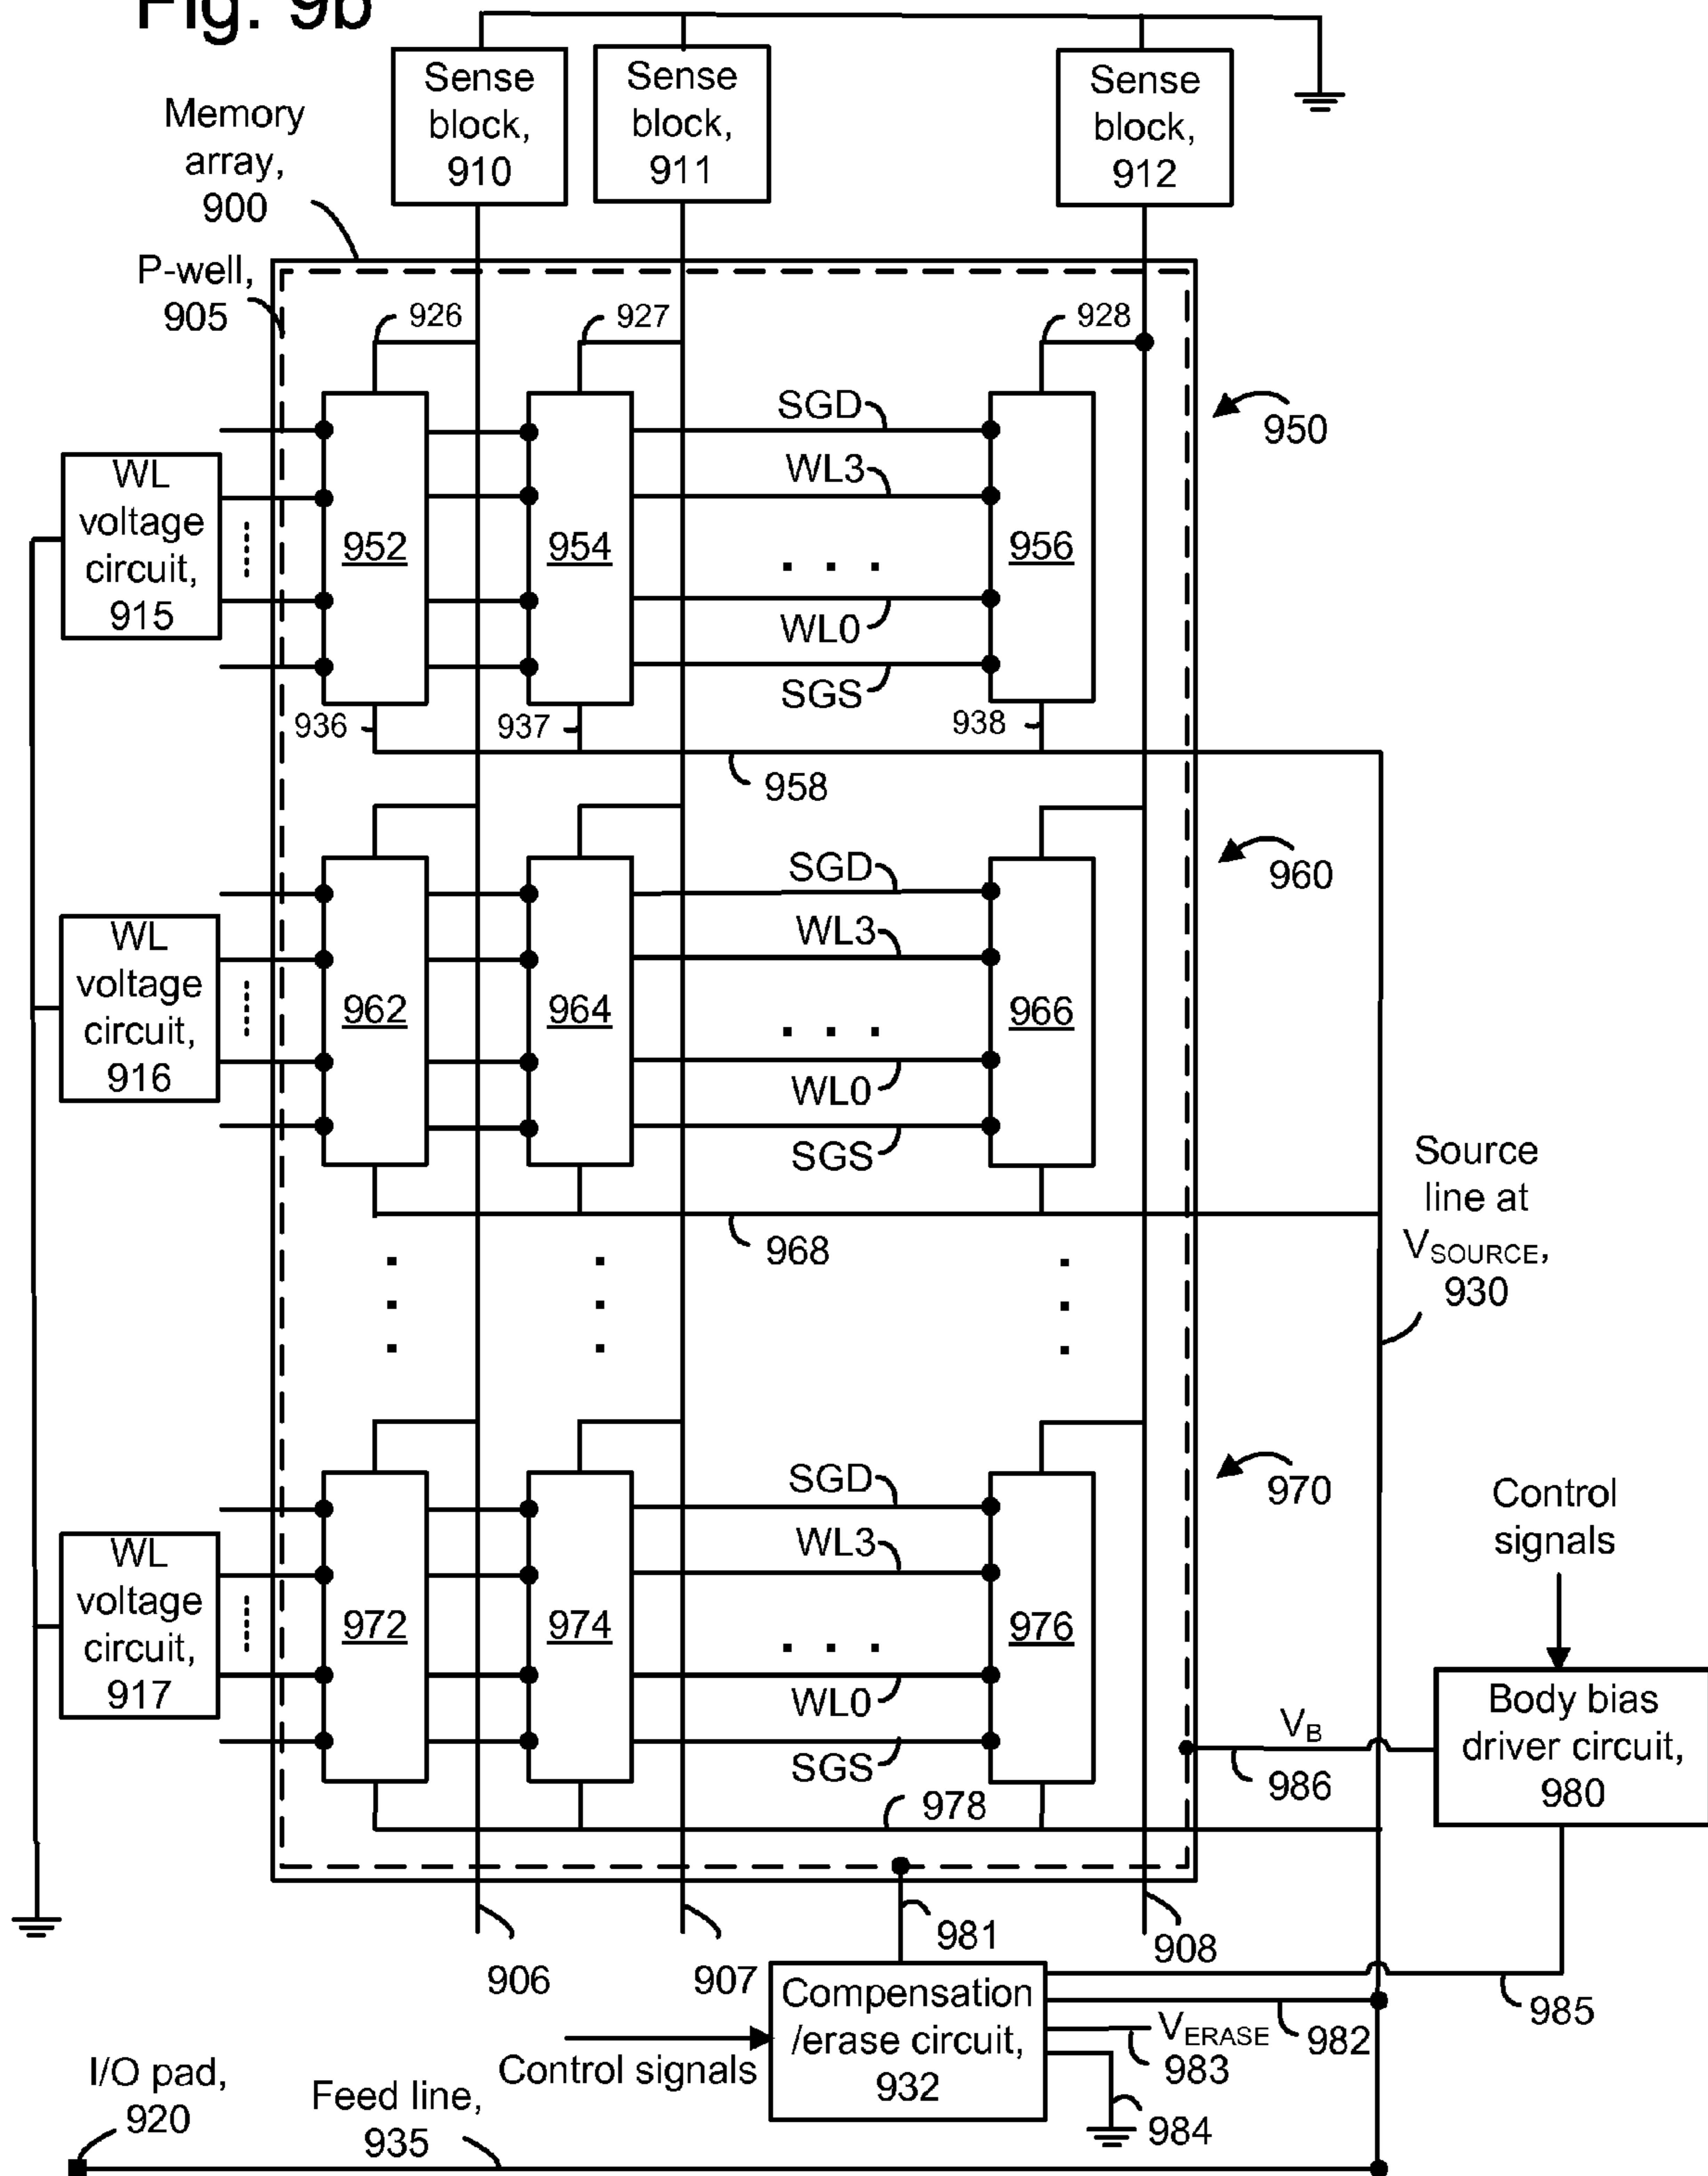 Fig. 9b
Sense
block,
910
Sense
block,
911
Sense
block,
912
Memory
array,
900
P-well,
905
926
927
928
SGD
WL3
WL0
SGS
950
WL
voltage
circuit,
915
952
954
. . .
956
936
937
938
958
SGD
WL3
WL0
SGS
960
WL
voltage
circuit,
916
962
964
. . .
966
968
Source
line at
VSOURCE,
930
SGD
WL3
WL0
SGS
970
WL
voltage
circuit,
917
972
974
. . .
976
978
Control
signals
VB
986
Body bias
driver circuit,
980
981
906
907
908
Compensation
/erase circuit,
932
Control signals
VERASE
983
982
985
984
I/O pad,
920
Feed line,
935